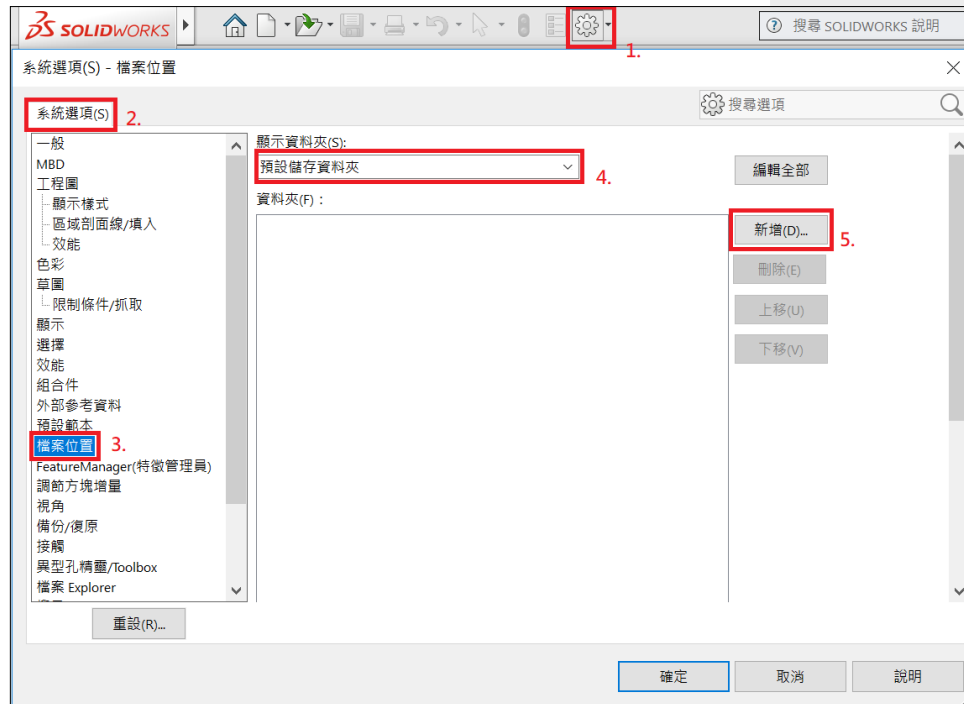 SOLIDWORKS
搜尋 SOLIDWORKS 說明
1.
系統選項(S) - 檔案位置
系統選項(S)
2.
搜尋選項
一般
MBD
工程圖
顯示樣式
區域剖面線/填入
效能
色彩
草圖
限制條件/抓取
顯示
選擇
效能
組合件
外部參考資料
預設範本
檔案位置
3.
FeatureManager(特徵管理員)
調節方塊增量
視角
備份/復原
接觸
異型孔精靈/Toolbox
檔案 Explorer
顯示資料夾(S):
預設儲存資料夾
4.
編輯全部
資料夾(F)：
新增(D)...
5.
刪除(E)
上移(U)
下移(V)
重設(R)...
確定
取消
說明